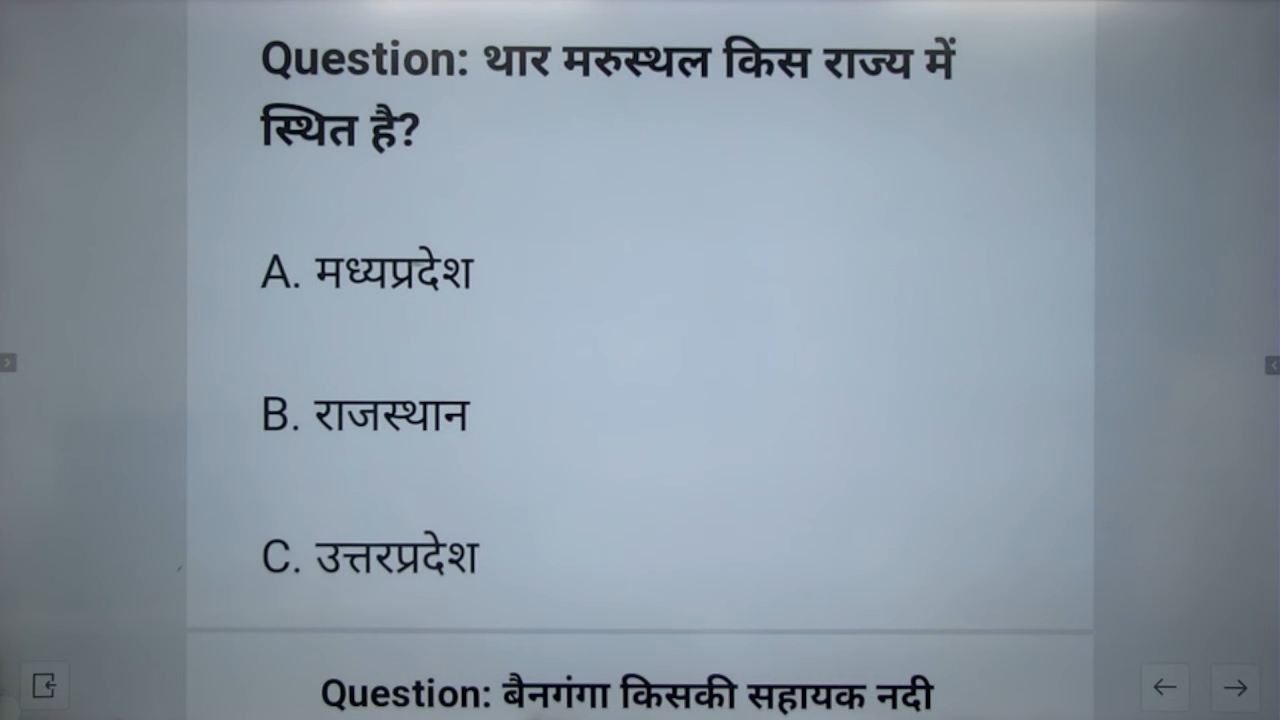 Question: थार मरुस्थल किस राज्य में
स्थित है?
A. मध्यप्रदेश
B. राजस्थान
C. उत्तरप्रदेश
Question: बैनगंगा किसकी सहायक नदी